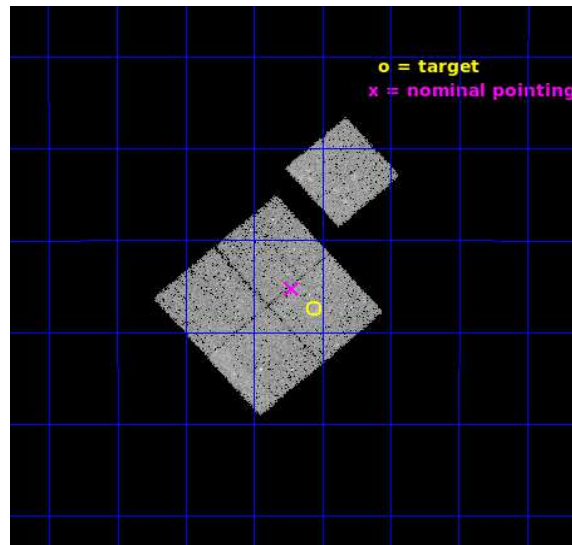 o = target
x = nominal pointing